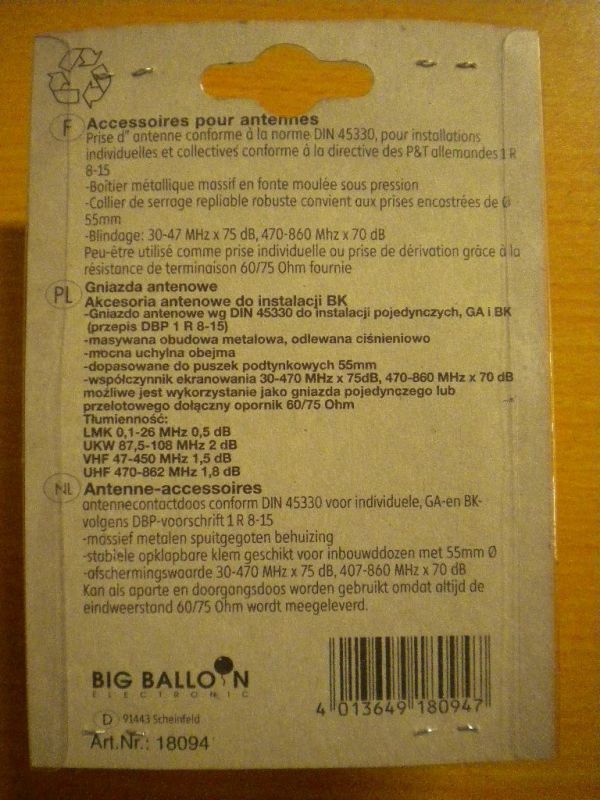 F Accessoires pour antennes
Prise d" antenne conforme à la norme DIN 45330, pour installations
individuelles et collectives conforme à la directive des P&T allemandes 1 R
8-15
-Boîtier métallique massif en fonte moulée sous pression
-Collier de serrage repliable robuste convient aux prises encastrées de Ø
55mm
-Blindage: 30-47 MHz x 75 dB, 470-860 MHz x 70 dB
Peu-être utilisé comme prise individuelle ou prise de dérivation grâce à la
résistance de terminaison 60/75 Ohm fournie
PL Gniazda antenowe
Akcesoria antenowe do instalacji BK
-Gniazdo antenowe wg DIN 45330 do instalacji pojedynczych, GA i BK
(przepis DBP 1 R 8-15)
-masywana obudowa metalowa, odlewana ciśnieniowo
-mocna uchylna obejma
-dopasowane do puszek podtynkowych 55mm
-współczynnik ekranowania 30-470 MHz x 75dB, 470-860 MHz x 70 dB
możliwe jest wykorzystanie jako gniazda pojedynczego lub
przelotowego dołączny opornik 60/75 Ohm
Tłumienność:
LMK 0,1-26 MHz 0,5 dB
UKW 87,5-108 MHz 2 dB
VHF 47-450 MHz 1,5 dB
UHF 470-862 MHz 1,8 dB
NL Antenne-accessoires
antennecontactdoos conform DIN 45330 voor individuele, GA-en BK-
volgens DBP-voorschrift 1 R 8-15
-massief metalen spuitgegoten behuizing
-stabiele opklapbare klem geschikt voor inbouwddozen met 55mm Ø
-afschermingswaarde 30-470 MHz x 75 dB, 407-860 MHz x 70 dB
Kan als aparte en doorgangsdoos worden gebruikt omdat altijd de
eindweerstand 60/75 Ohm wordt meegeleverd.
BIG BALLOON
ELECTRONIC
D 91443 Scheinfeld
Art.Nr.: 18094
4 013649 180947